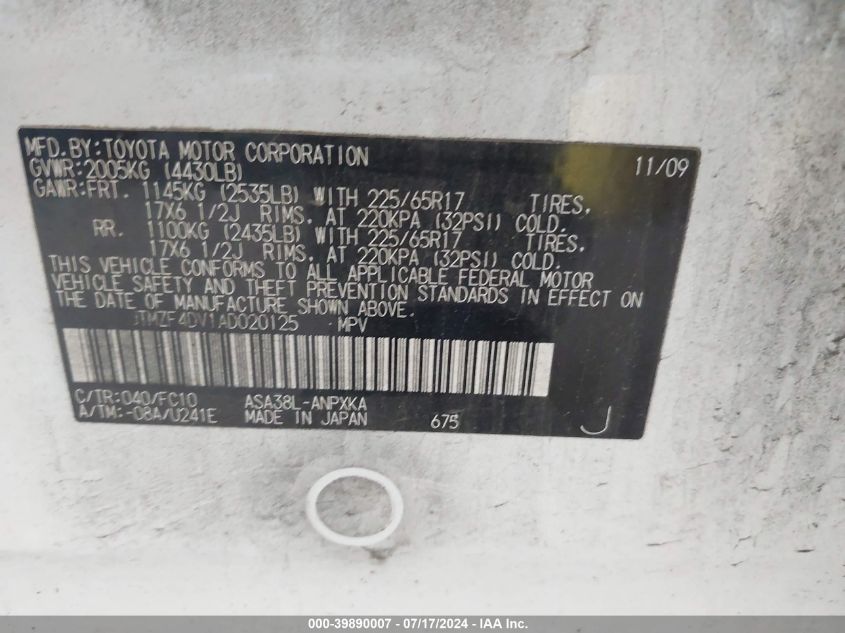 MFD.BY:TOYOTA MOTOR CORPORATION 11/09
GVWR:2005KG (4430LB)
GAWR:FRT. 1145KG (2535LB) WITH 225/65R17 TIRES,
17X6 1/2J RIMS, AT 220KPA (32PSI) COLD.
RR. 1100KG (2435LB) WITH 225/65R17 TIRES,
17X6 1/2J RIMS, AT 220KPA (32PSI) COLD.
THIS VEHICLE CONFORMS TO ALL APPLICABLE FEDERAL MOTOR
VEHICLE SAFETY AND THEFT PREVENTION STANDARDS IN EFFECT ON
THE DATE OF MANUFACTURE SHOWN ABOVE.
JTMZF4DV1AD020125 MPV
C/TR:040/FC10 ASA38L-ANPXKA
A/TM:-08A/U241E MADE IN JAPAN 675 J
000-39890007 - 07/17/2024 - IAA Inc.